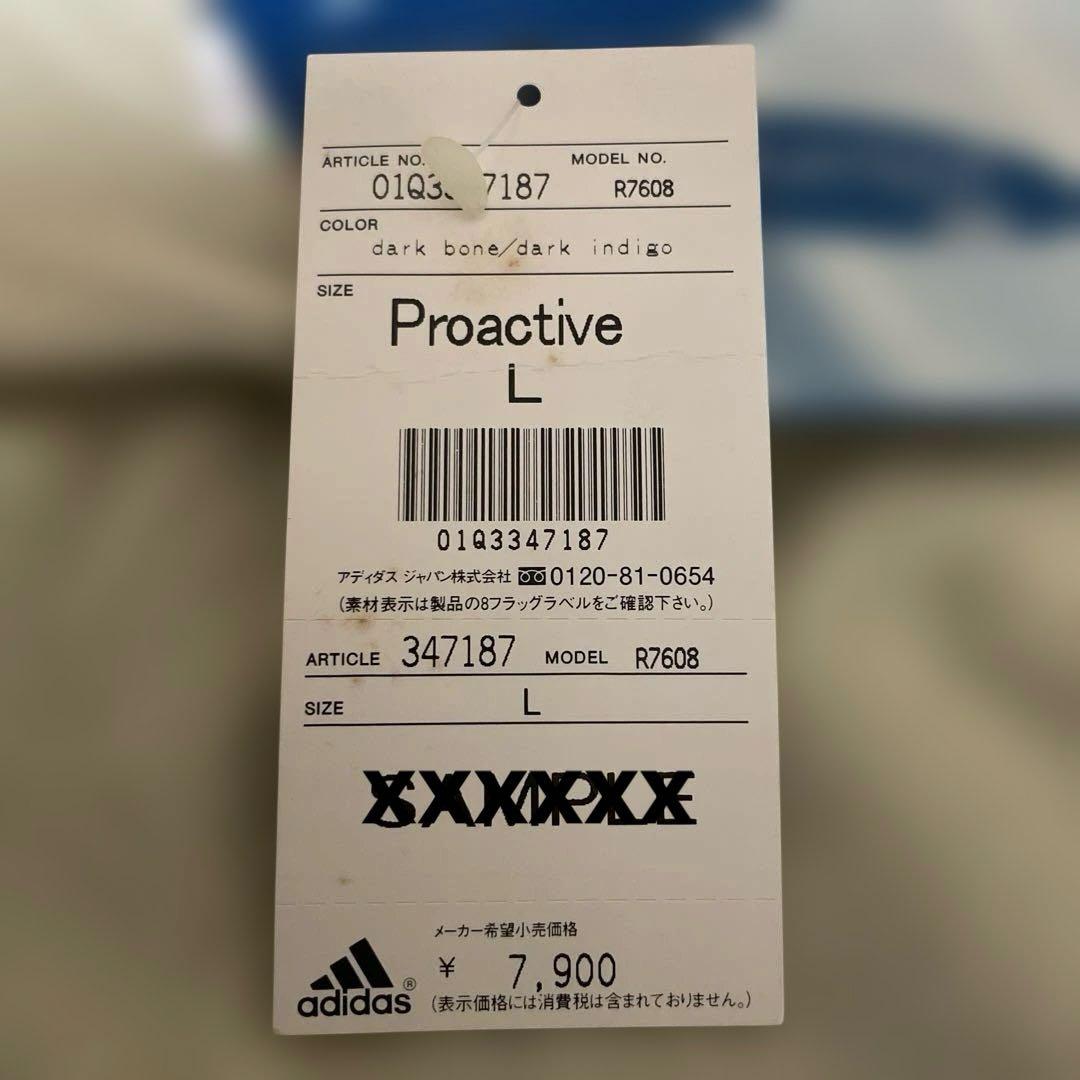 ARTICLE NO. MODEL NO.
01Q3 7187 R7608
COLOR
dark bone/dark indigo
SIZE
Proactive
L
01Q3347187
アディダス ジャパン株式会社 0120-81-0654
(素材表示は製品の8フラッグラベルをご確認下さい。)
ARTICLE 347187 MODEL R7608
SIZE L
メーカー希望小売価格
¥ 7,900
adidas®
(表示価格には消費税は含まれておりません。)